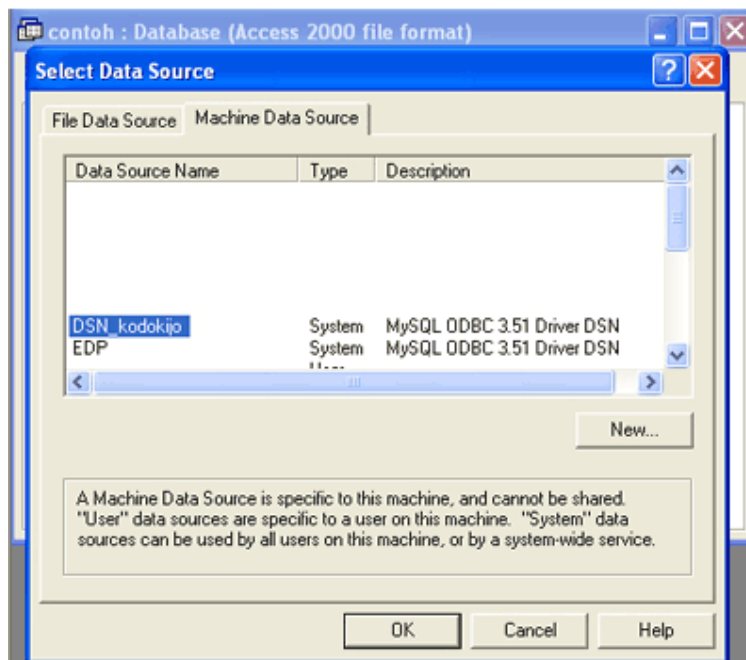 contoh : Database (Access 2000 file format)
Select Data Source
File Data Source Machine Data Source
Data Source Name Type Description
DSN_kodokijo System MySQL ODBC 3.51 Driver DSN
EDP System MySQL ODBC 3.51 Driver DSN
New...
A Machine Data Source is specific to this machine, and cannot be shared.
"User" data sources are specific to a user on this machine. "System" data
sources can be used by all users on this machine, or by a system-wide service.
OK Cancel Help